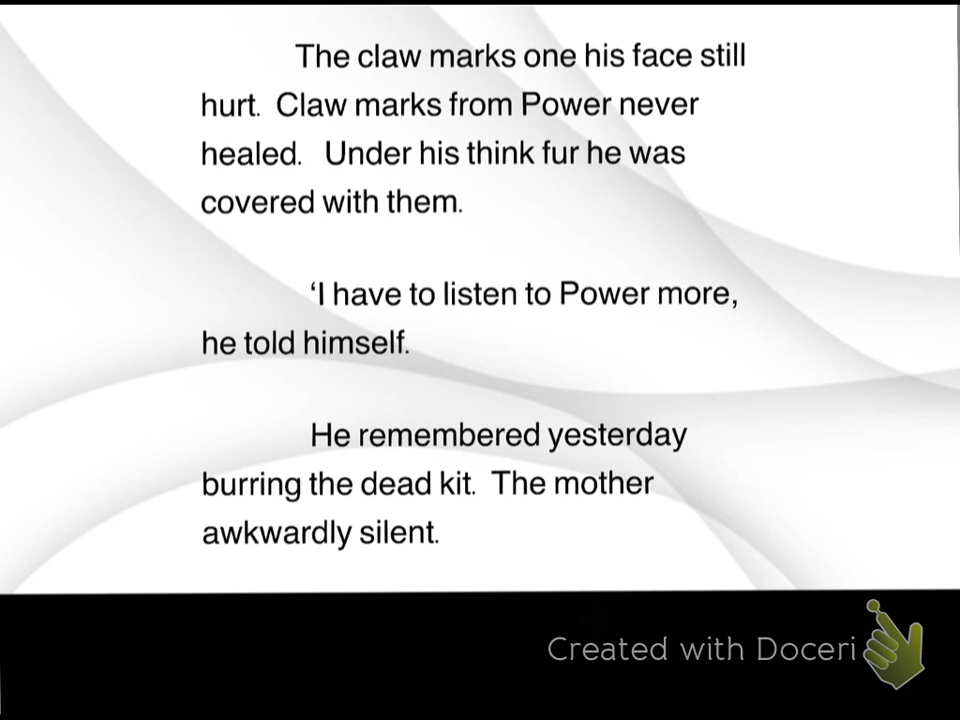 The claw marks one his face still
hurt.  Claw marks from Power never
healed.   Under his think fur he was
covered with them.
‘I have to listen to Power more,
he told himself.
He remembered yesterday
burring the dead kit.  The mother
awkwardly silent.
Created with Doceri